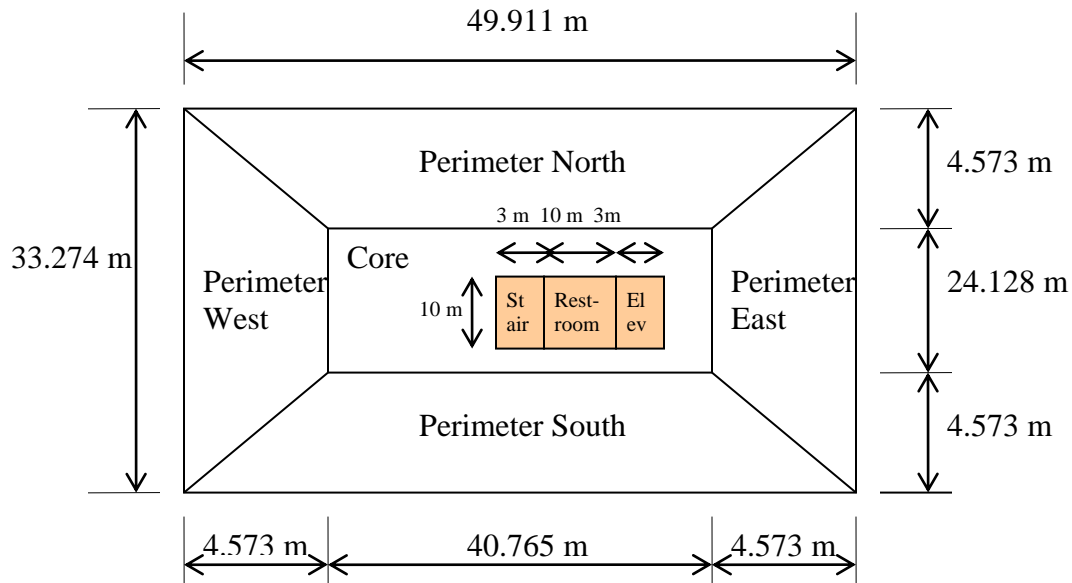 49.911 m
Perimeter North
4.573 m
3 m 10 m 3m
33.274 m
Core
Perimeter
West
10 m
St
air
Rest-
room
El
ev
Perimeter
East
24.128 m
Perimeter South
4.573 m
4.573 m
40.765 m
4.573 m